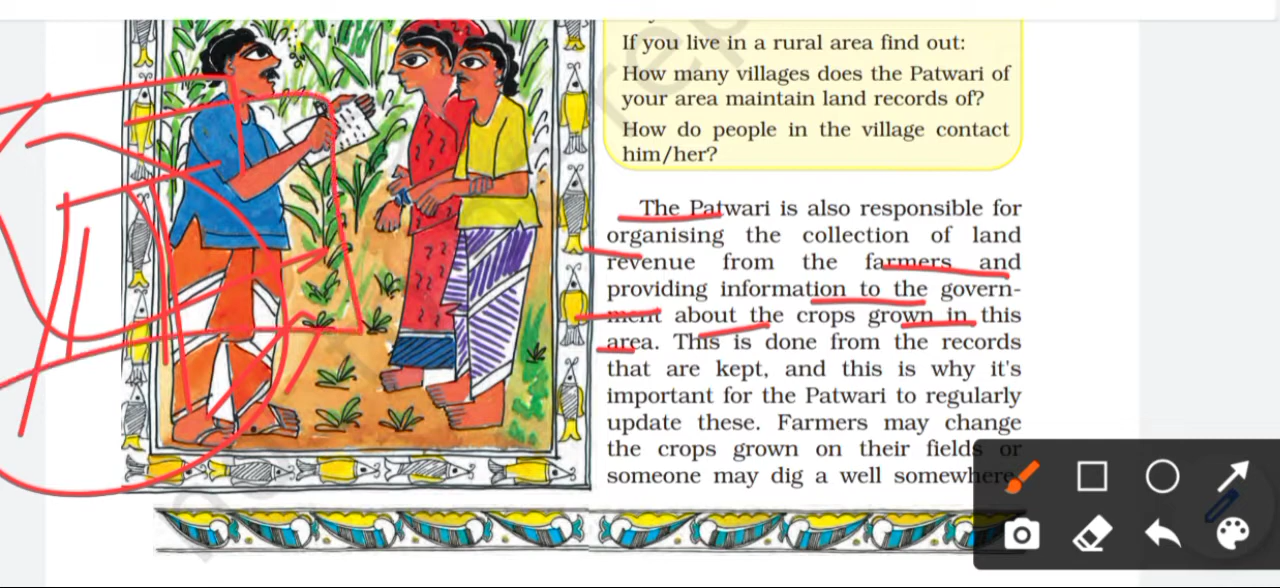 If you live in a rural area find out:
How many villages does the Patwari of
your area maintain land records of?
How do people in the village contact
him/her?
The Patwari is also responsible for
organising the collection of land
revenue from the farmers and
providing information to the govern-
ment about the crops grown in this
area. This is done from the records
that are kept, and this is why it's
important for the Patwari to regularly
update these. Farmers may change
the crops grown on their fields or
someone may dig a well somewhere